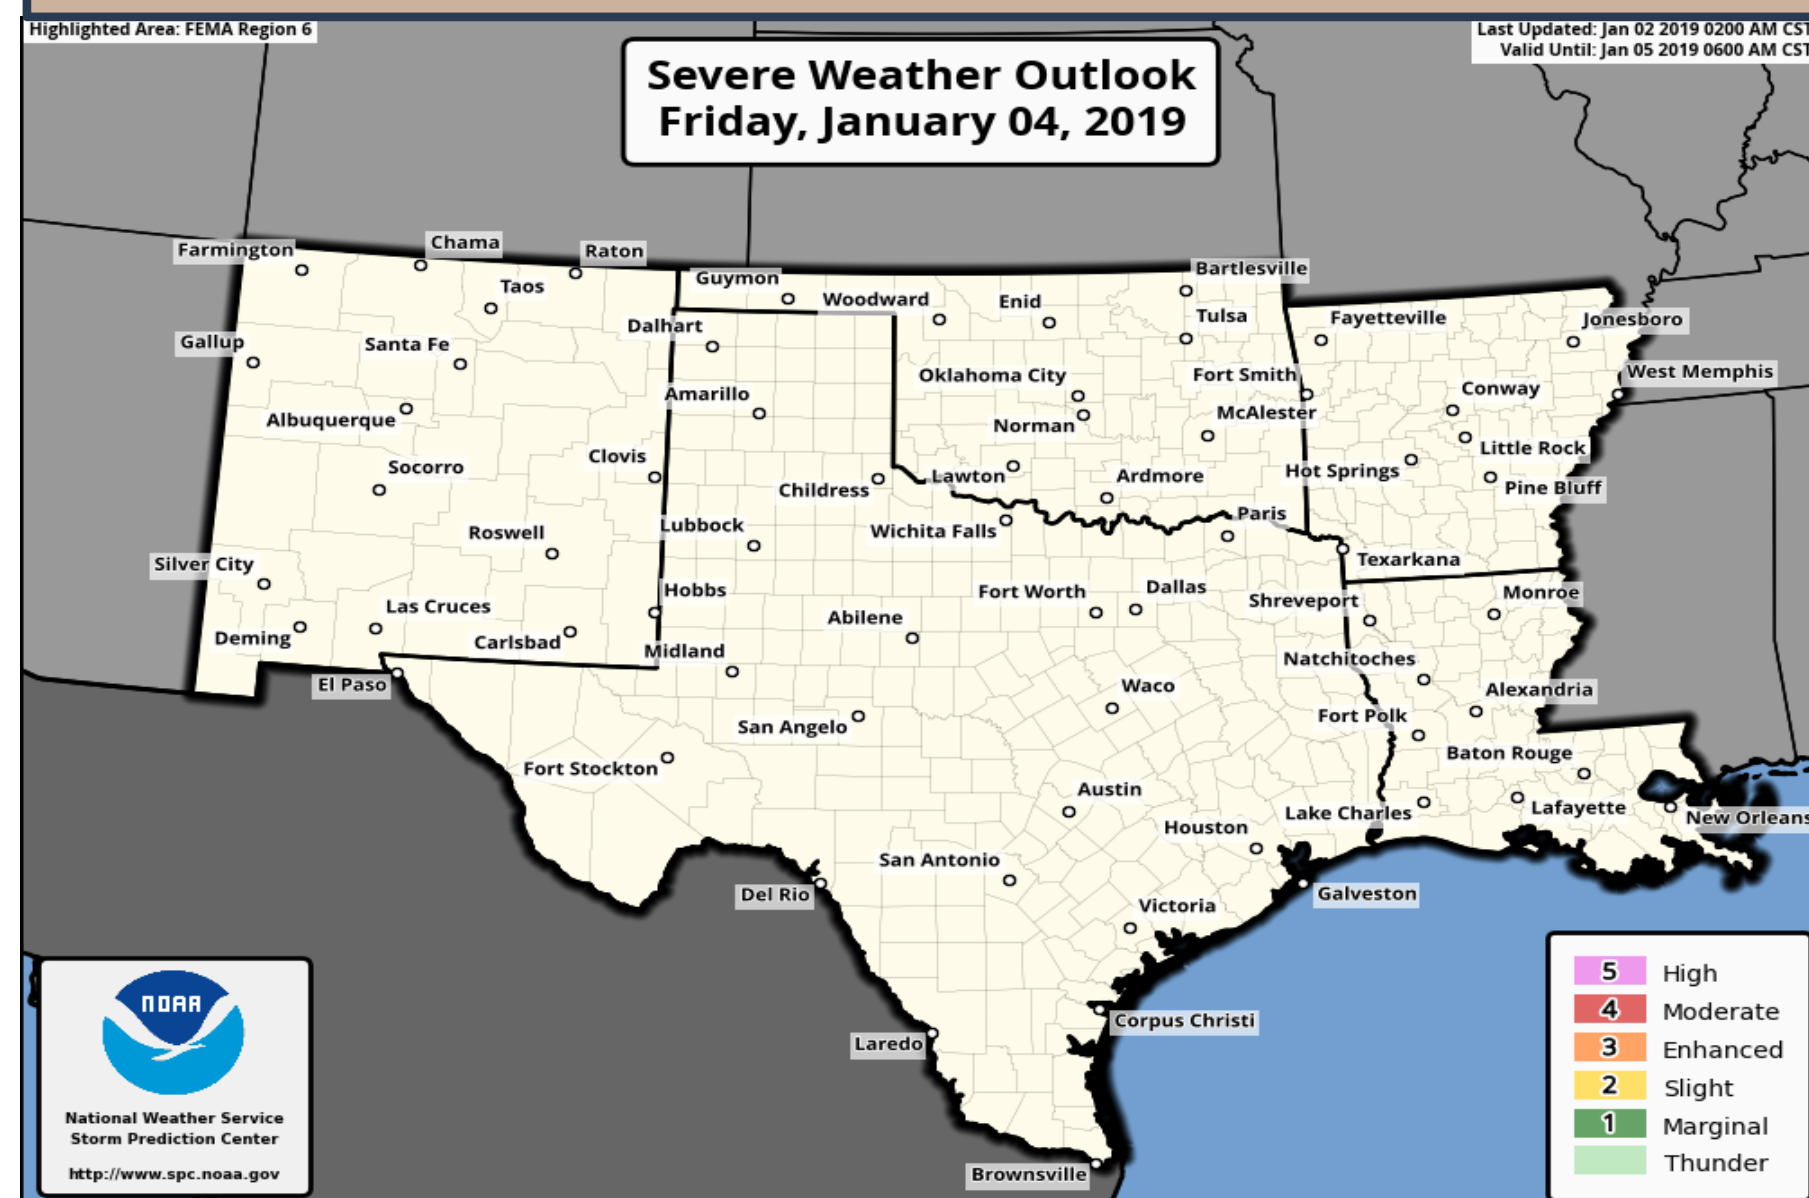 Highlighted Area: FEMA Region 6
Last Updated: Jan 02 2019 0200 AM CST
Valid Until: Jan 05 2019 0600 AM CST
Severe Weather Outlook
Friday, January 04, 2019
Farmington
Chama
Raton
Taos
Guymon
Woodward
Enid
Bartlesville
Gallup
Santa Fe
Dalhart
Tulsa
Fayetteville
Jonesboro
Albuquerque
Amarillo
Oklahoma City
Fort Smith
Conway
West Memphis
Norman
McAlester
Socorro
Clovis
Childress
Lawton
Ardmore
Hot Springs
Little Rock
Pine Bluff
Roswell
Lubbock
Wichita Falls
Paris
Texarkana
Silver City
Las Cruces
Hobbs
Fort Worth
Dallas
Shreveport
Monroe
Deming
Carlsbad
Midland
Abilene
Natchitoches
El Paso
San Angelo
Waco
Fort Polk
Alexandria
Fort Stockton
Austin
Baton Rouge
Houston
Lake Charles
Lafayette
New Orleans
San Antonio
Del Rio
Victoria
Galveston
Laredo
Corpus Christi
Brownsville
NOAA
National Weather Service
Storm Prediction Center
http://www.spc.noaa.gov
5 High
4 Moderate
3 Enhanced
2 Slight
1 Marginal
Thunder